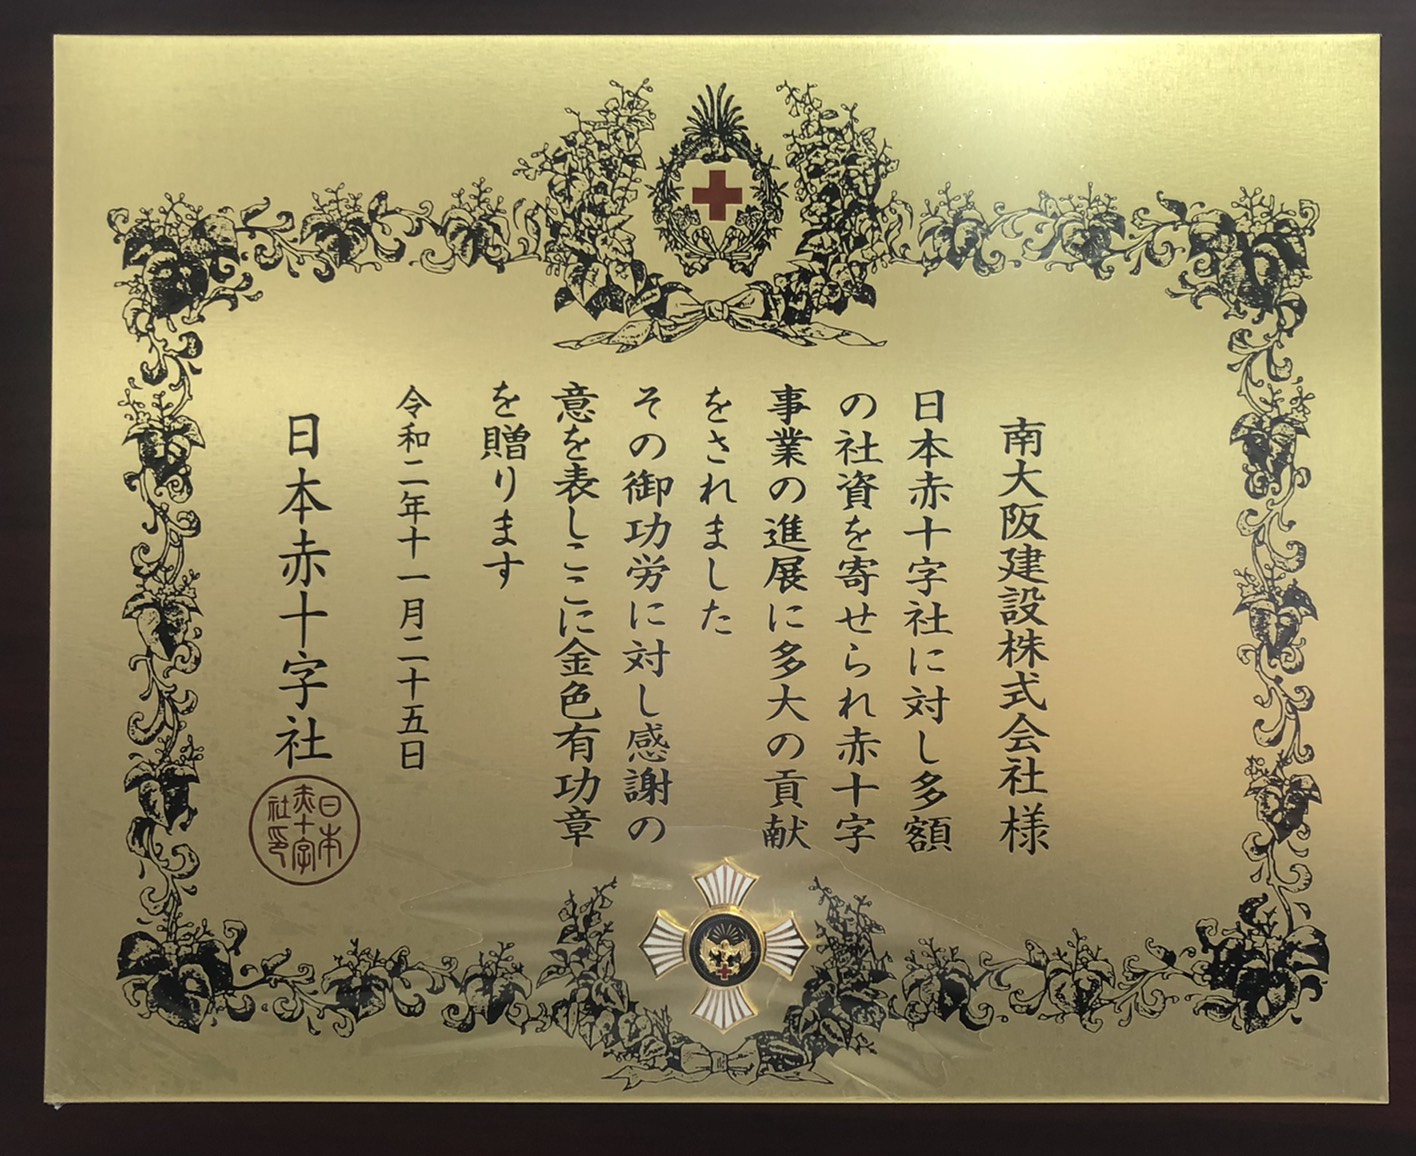 南大阪建設株式会社様
日本赤十字社に対し多額
の社資を寄せられ赤十字
事業の進展に多大の貢献
をされました
その御功労に対し感謝の
意を表しここに金色有功章
を贈ります
令和二年十一月二十五日
日本赤十字社
日本
赤十字
社印